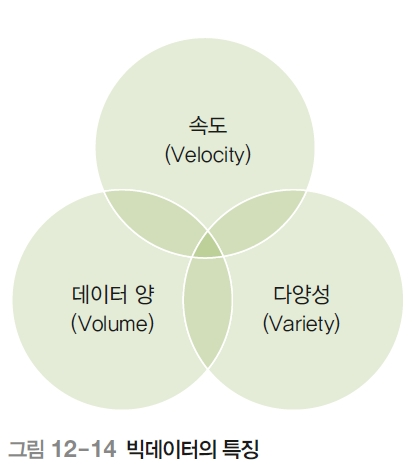 속도
(Velocity)
데이터 양
(Volume)
다양성
(Variety)
그림 12-14 빅데이터의 특징